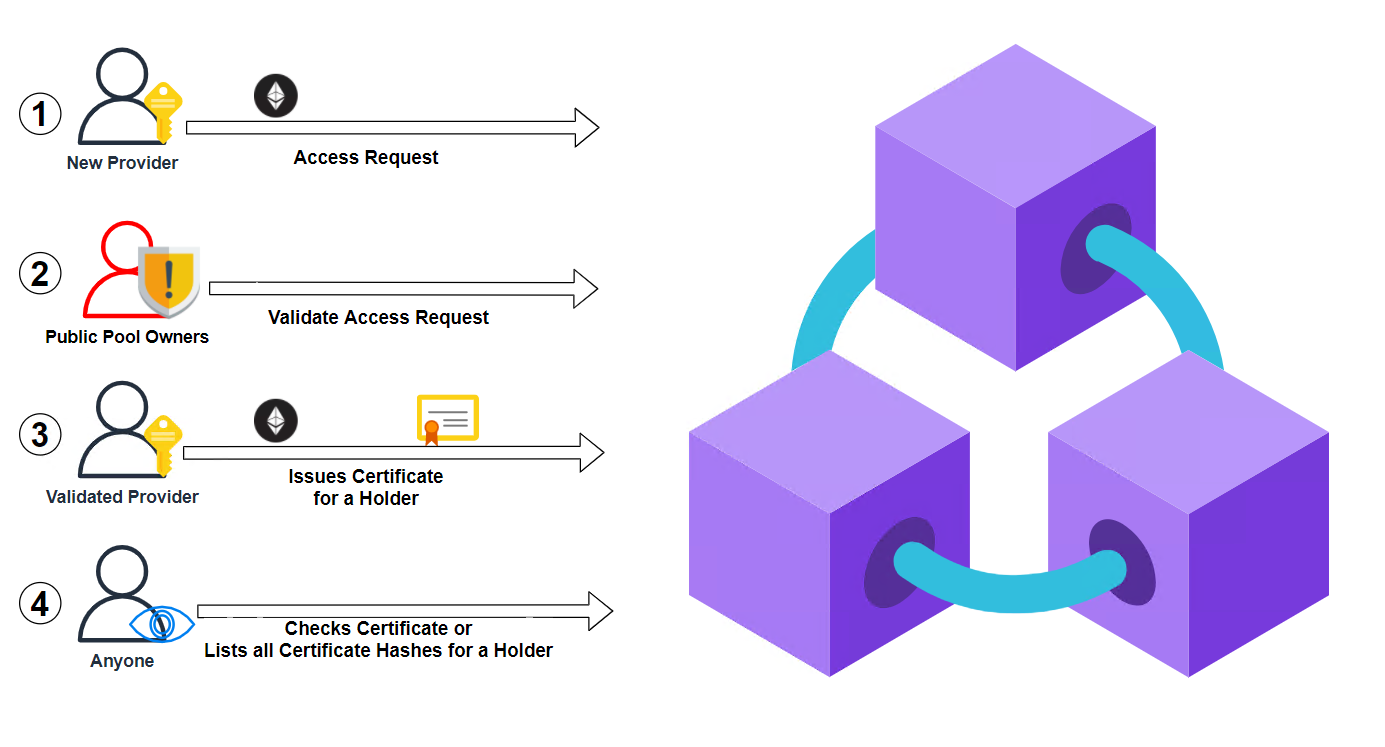 1
New Provider
Access Request
2
Public Pool Owners
Validate Access Request
3
Validated Provider
Issues Certificate
for a Holder
4
Anyone
Checks Certificate or
Lists all Certificate Hashes for a Holder